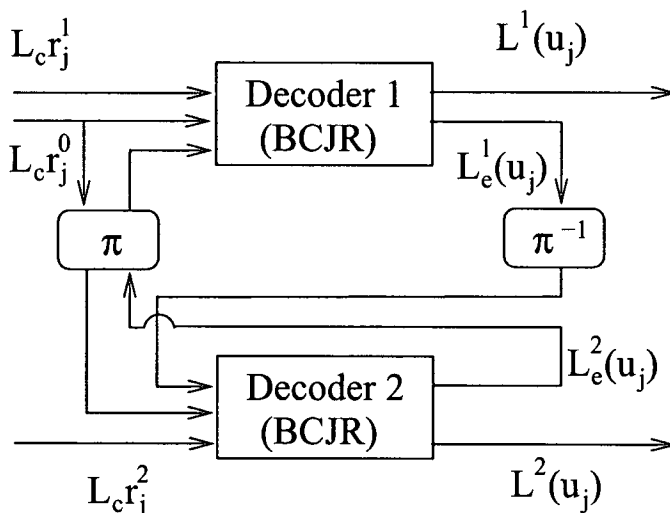 L_c r_j^1
L^1(u_j)
Decoder 1
(BCJR)
L_c r_j^0
L_e^1(u_j)
π
π^{-1}
L_e^2(u_j)
Decoder 2
(BCJR)
L_c r_j^2
L^2(u_j)